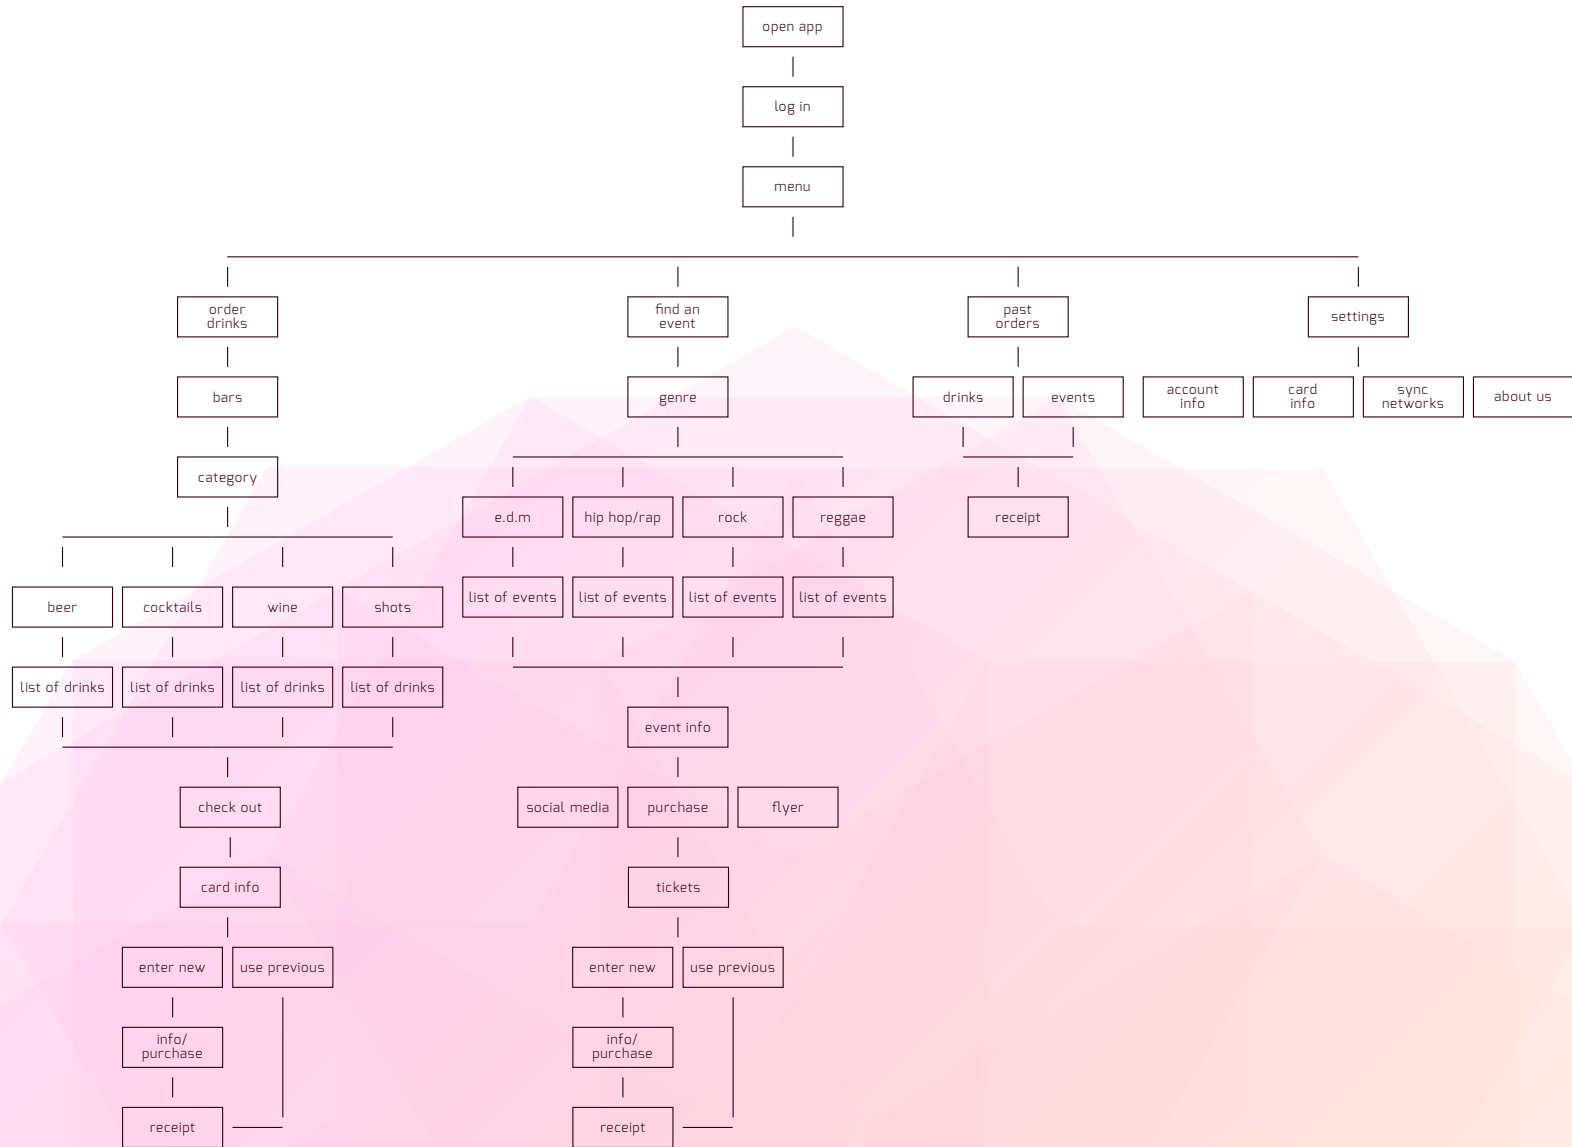 open app
log in
menu
order
drinks
find an
event
past
orders
settings
bars
genre
drinks
events
account
info
card
info
sync
networks
about us
category
e.d.m
hip hop/rap
rock
reggae
receipt
beer
cocktails
wine
shots
list of events
list of events
list of events
list of events
list of drinks
list of drinks
list of drinks
list of drinks
event info
check out
social media
purchase
flyer
card info
tickets
enter new
use previous
enter new
use previous
info/
purchase
info/
purchase
receipt
receipt